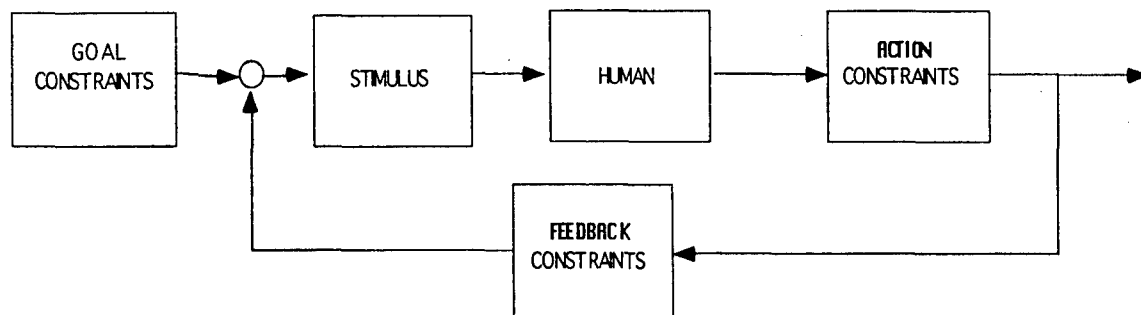 GOAL
CONSTRAINTS
STIMULUS
HUMAN
ACTION
CONSTRAINTS
FEEDBACK
CONSTRAINTS